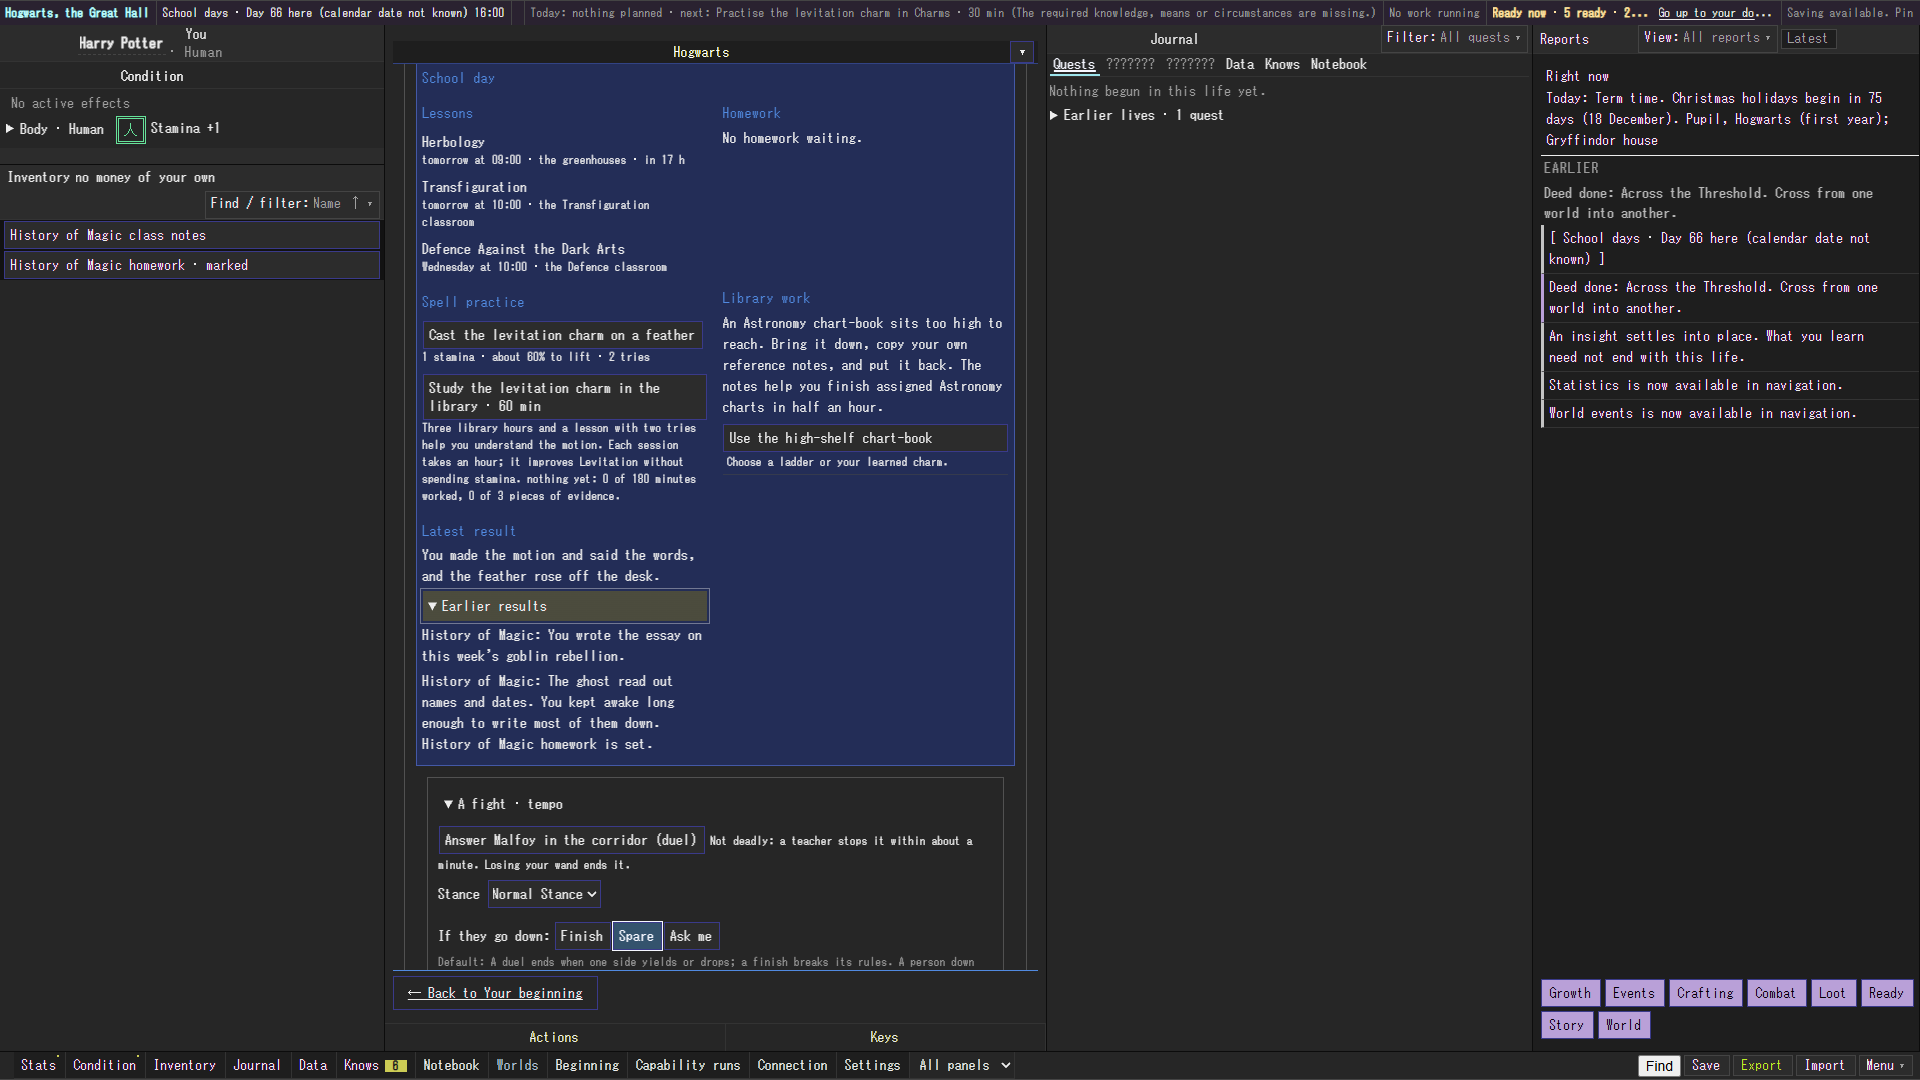 Hogwarts, the Great Hall
School days · Day 66 here (calendar date not known) 16:00
Today: nothing planned · next: Practise the levitation charm in Charms · 30 min (The required knowledge, means or circumstances are missing.)
No work running
Ready now · 5 ready · 2...
Go up to your do...
Saving available. Pin
Harry Potter · You
Human
Condition
No active effects
▶ Body · Human 人 Stamina +1
Inventory no money of your own
Find / filter: Name ↑ ▾
History of Magic class notes
History of Magic homework · marked
Hogwarts ▾
School day
Lessons
Herbology
tomorrow at 09:00 · the greenhouses · in 17 h
Transfiguration
tomorrow at 10:00 · the Transfiguration
classroom
Defence Against the Dark Arts
Wednesday at 10:00 · the Defence classroom
Homework
No homework waiting.
Spell practice
Cast the levitation charm on a feather
1 stamina · about 60% to lift · 2 tries
Study the levitation charm in the
library · 60 min
Three library hours and a lesson with two tries
help you understand the motion. Each session
takes an hour; it improves Levitation without
spending stamina. nothing yet: 0 of 180 minutes
worked, 0 of 3 pieces of evidence.
Library work
An Astronomy chart-book sits too high to
reach. Bring it down, copy your own
reference notes, and put it back. The
notes help you finish assigned Astronomy
charts in half an hour.
Use the high-shelf chart-book
Choose a ladder or your learned charm.
Latest result
You made the motion and said the words,
and the feather rose off the desk.
▼ Earlier results
History of Magic: You wrote the essay on
this week's goblin rebellion.
History of Magic: The ghost read out
names and dates. You kept awake long
enough to write most of them down.
History of Magic homework is set.
▼ A fight · tempo
Answer Malfoy in the corridor (duel) Not deadly: a teacher stops it within about a
minute. Losing your wand ends it.
Stance Normal Stance
If they go down: Finish Spare Ask me
Default: A duel ends when one side yields or drops; a finish breaks its rules. A person down
← Back to Your beginning
Actions
Keys
Journal
Filter: All quests ▾
Quests ??????? ??????? Data Knows Notebook
Nothing begun in this life yet.
▶ Earlier lives · 1 quest
Reports
View: All reports ▾
Latest
Right now
Today: Term time. Christmas holidays begin in 75
days (18 December). Pupil, Hogwarts (first year);
Gryffindor house
EARLIER
Deed done: Across the Threshold. Cross from one
world into another.
[ School days · Day 66 here (calendar date not
known) ]
Deed done: Across the Threshold. Cross from one
world into another.
An insight settles into place. What you learn
need not end with this life.
Statistics is now available in navigation.
World events is now available in navigation.
Growth Events Crafting Combat Loot Ready
Story World
Stats Condition Inventory Journal Data Knows 8 Notebook Worlds Beginning Capability runs Connection Settings All panels
Find Save Export Import Menu ▾